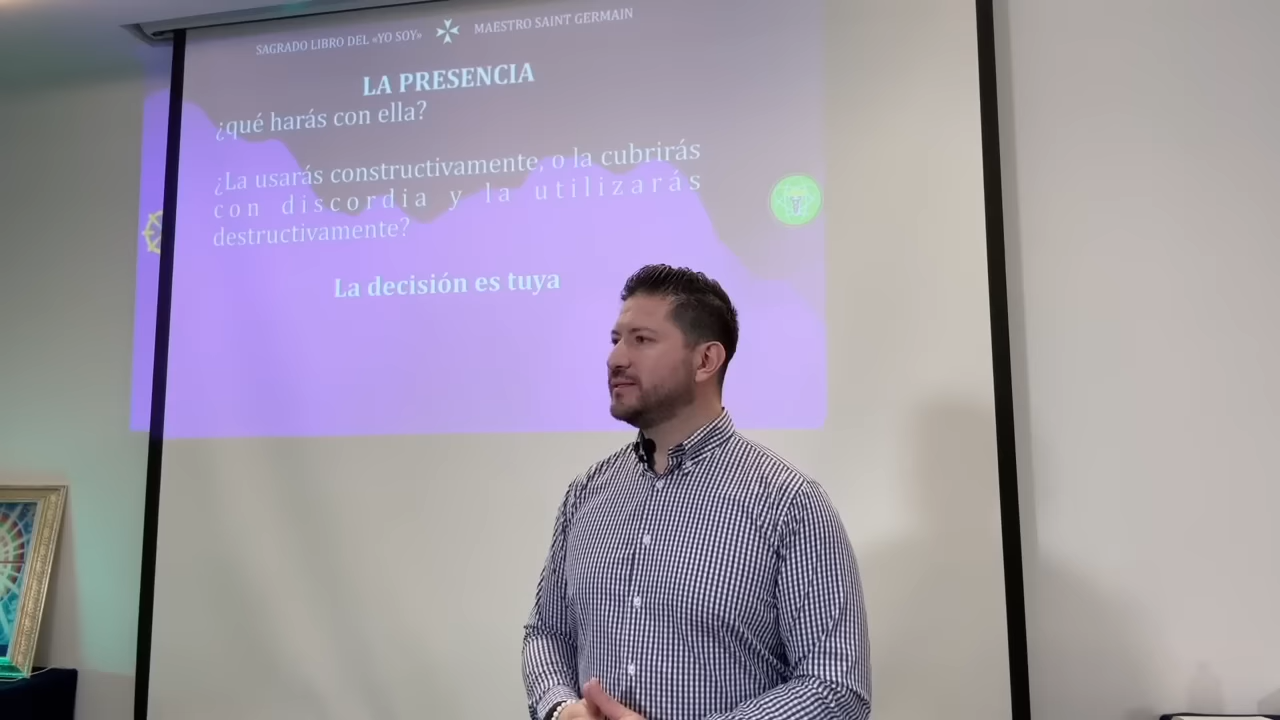 SAGRADO LIBRO DEL «YO SOY» MAESTRO SAINT GERMAIN
LA PRESENCIA
¿qué harás con ella?
¿La usarás constructivamente, o la cubrirás
con discordia y la utilizarás
destructivamente?
La decisión es tuya